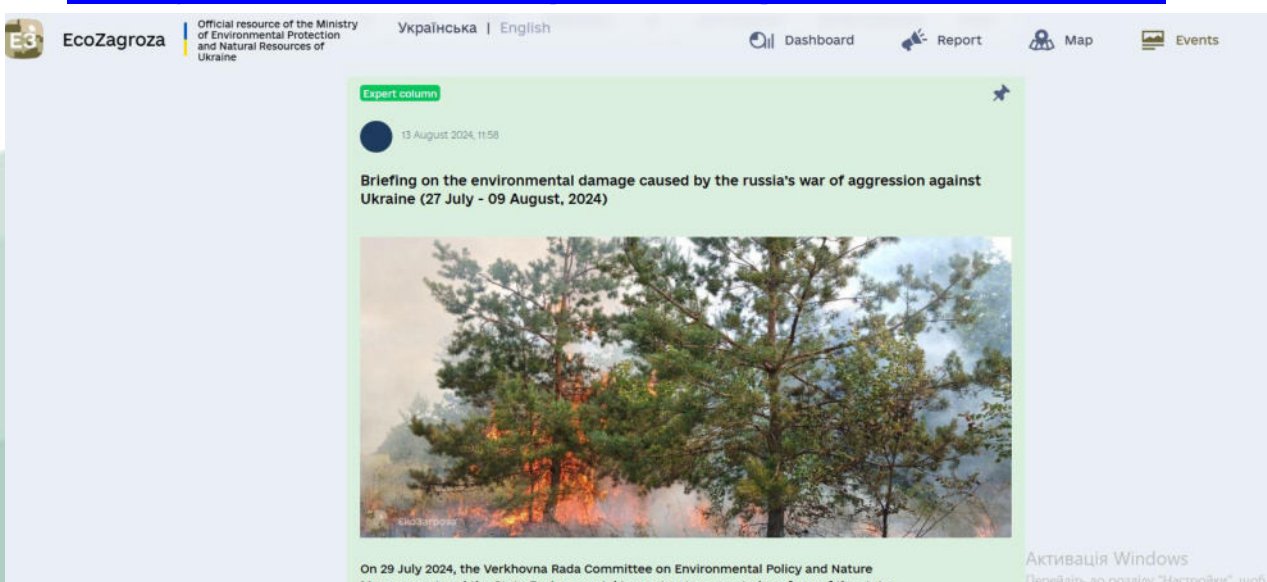 EcoZagroza
Official resource of the Ministry
of Environmental Protection
and Natural Resources of
Ukraine
Українська | English
Dashboard
Report
Map
Events
Expert column
13 August 2024, 11:58
Briefing on the environmental damage caused by the russia's war of aggression against
Ukraine (27 July - 09 August, 2024)
ЕкоЗагроза
On 29 July 2024, the Verkhovna Rada Committee on Environmental Policy and Nature
Активація Windows